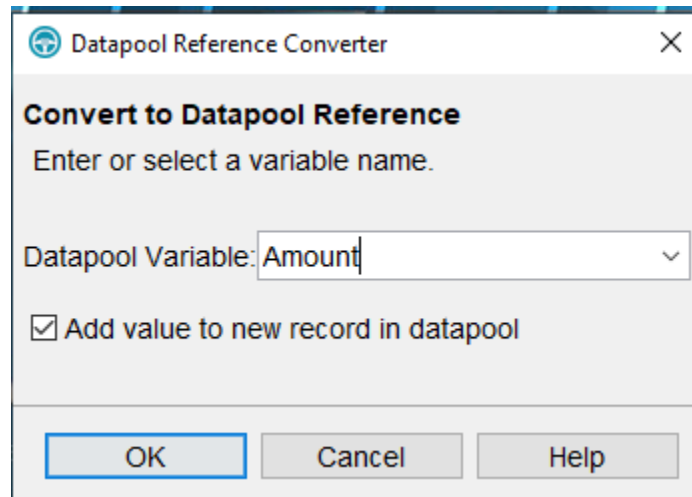 Datapool Reference Converter
Convert to Datapool Reference
Enter or select a variable name.
Datapool Variable: Amount
Add value to new record in datapool
OK Cancel Help